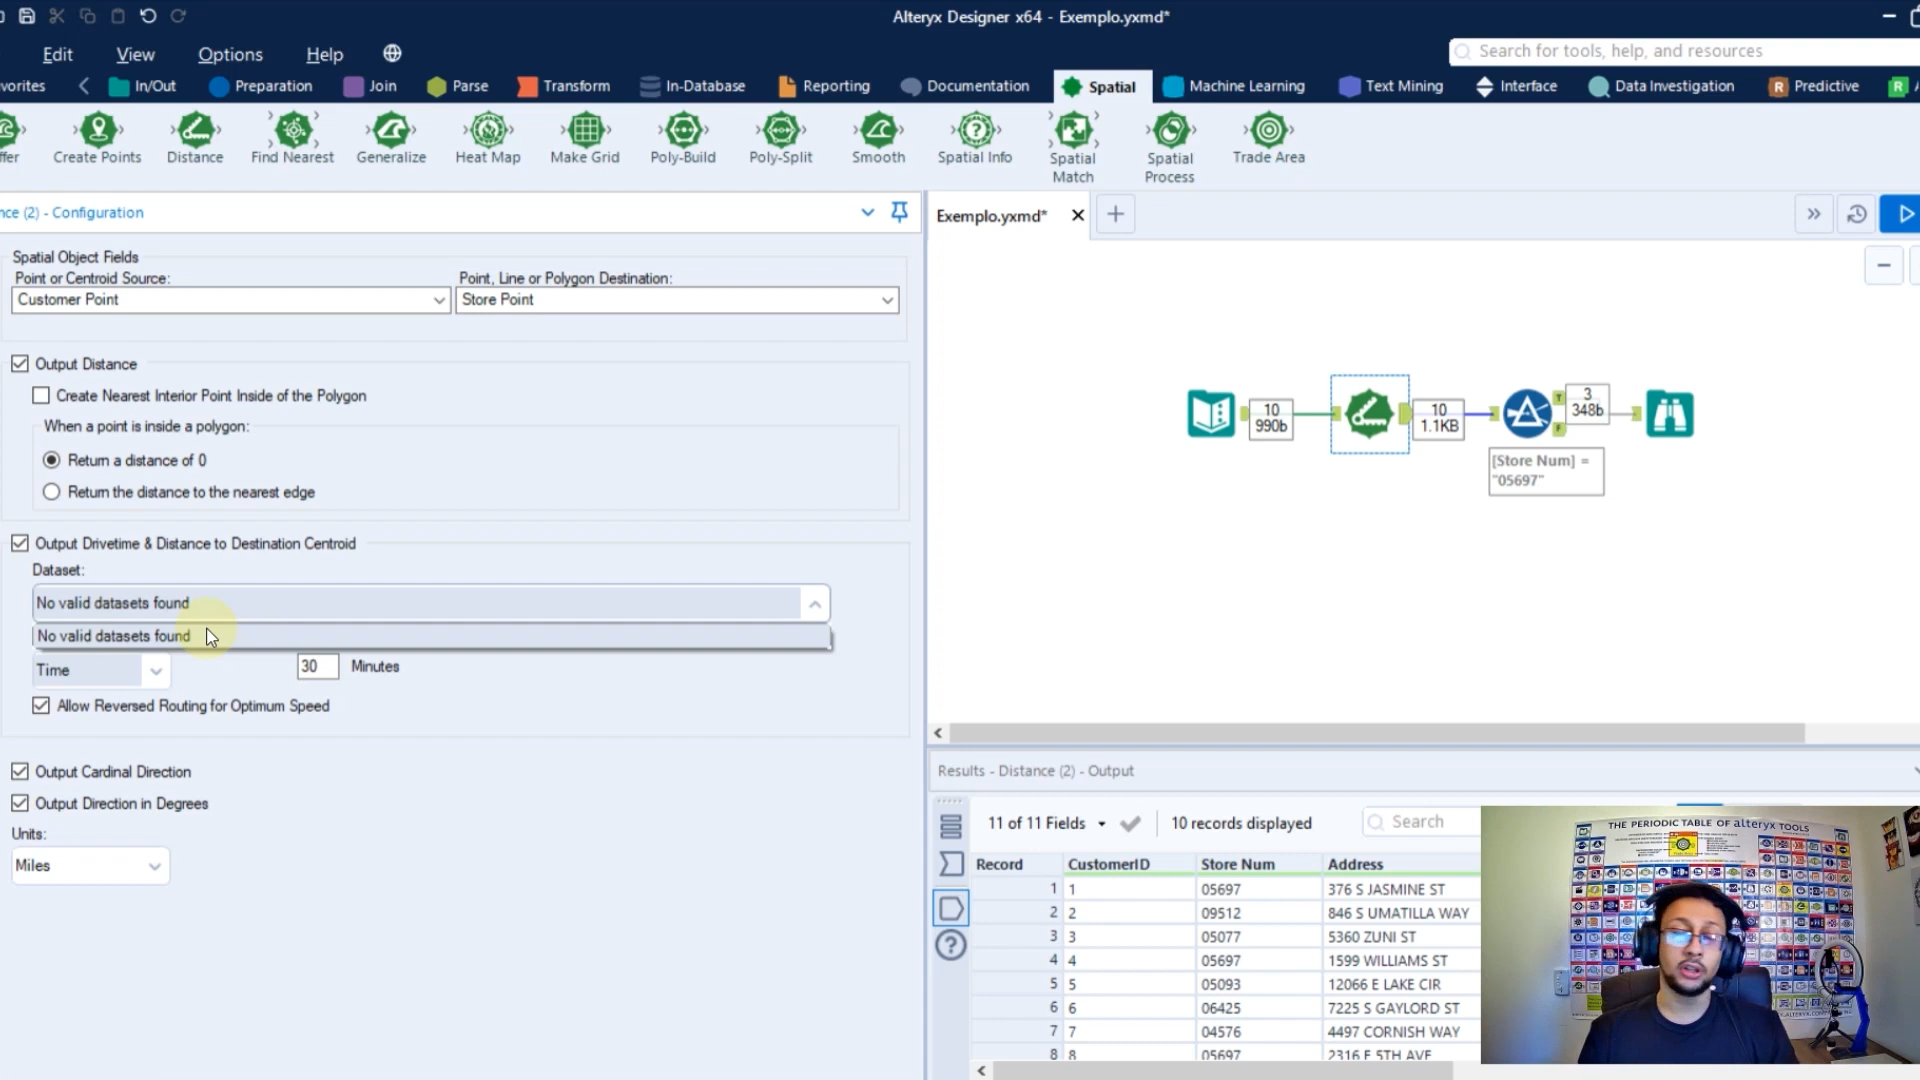 Alteryx Designer x64 - Exemplo.yxmd*
Edit View Options Help
Search for tools, help, and resources
vorites In/Out Preparation Join Parse Transform In-Database Reporting Documentation Spatial Machine Learning Text Mining Interface Data Investigation Predictive
ffer Create Points Distance Find Nearest Generalize Heat Map Make Grid Poly-Build Poly-Split Smooth Spatial Info Spatial Match Spatial Process Trade Area
nce (2) - Configuration
Exemplo.yxmd*
Spatial Object Fields
Point or Centroid Source: Point, Line or Polygon Destination:
Customer Point Store Point
Output Distance
Create Nearest Interior Point Inside of the Polygon
When a point is inside a polygon:
Return a distance of 0
Return the distance to the nearest edge
Output Drivetime & Distance to Destination Centroid
Dataset:
No valid datasets found
No valid datasets found
Time 30 Minutes
Allow Reversed Routing for Optimum Speed
Output Cardinal Direction
Output Direction in Degrees
Units:
Miles
10
990b
10
1.1KB
T
F
3
348b
[Store Num] =
"05697"
Results - Distance (2) - Output
11 of 11 Fields 10 records displayed Search
Record CustomerID Store Num Address
1 1 05697 376 S JASMINE ST
2 2 09512 846 S UMATILLA WAY
3 3 05077 5360 ZUNI ST
4 4 05697 1599 WILLIAMS ST
5 5 05093 12066 E LAKE CIR
6 6 06425 7225 S GAYLORD ST
7 7 04576 4497 CORNISH WAY
8 8 05697 2316 E 5TH AVE
THE PERIODIC TABLE OF alteryx TOOLS